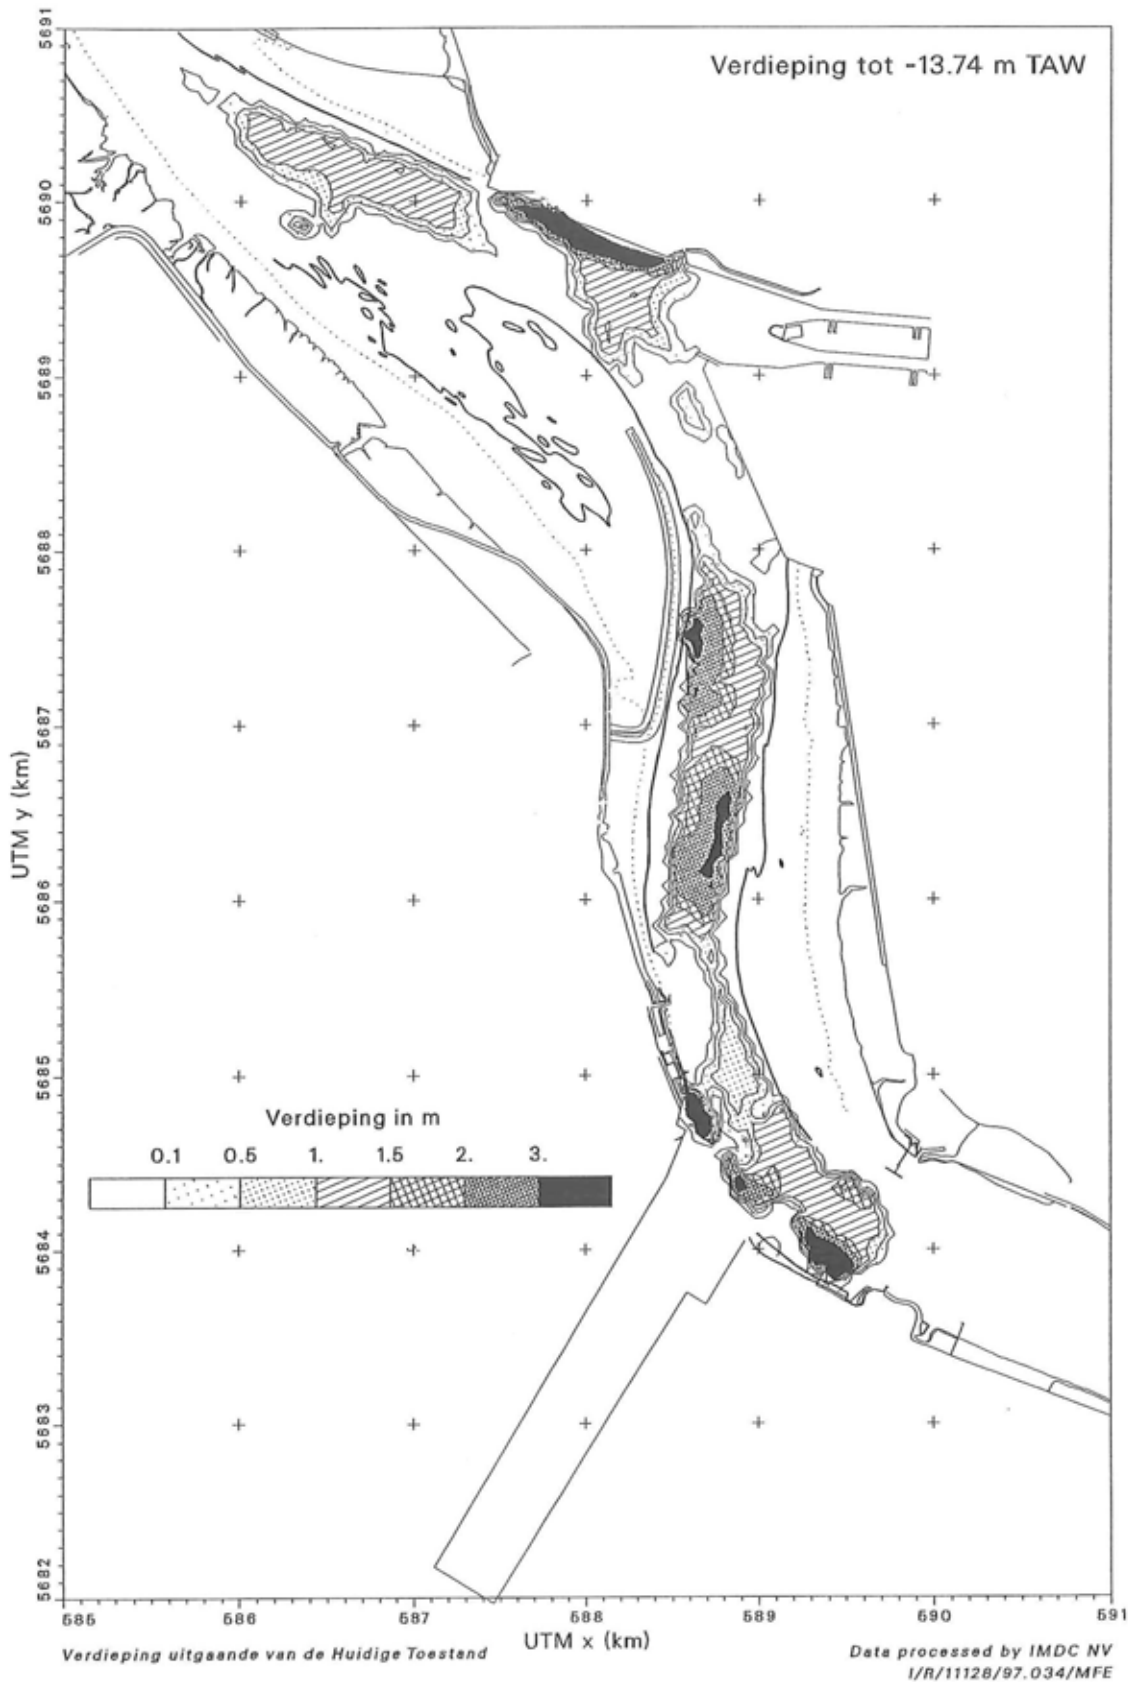 Verdieping tot -13.74 m TAW
5691
5690
5689
5688
5687
UTM y (km)
5686
5685
Verdieping in m
0.1 0.5 1. 1.5 2. 3.
5684
5683
5682
585 586 587 588 589 590 591
UTM x (km)
Verdieping uitgaande van de Huidige Toestand
Data processed by IMDC NV
I/R/11128/97.034/MFE